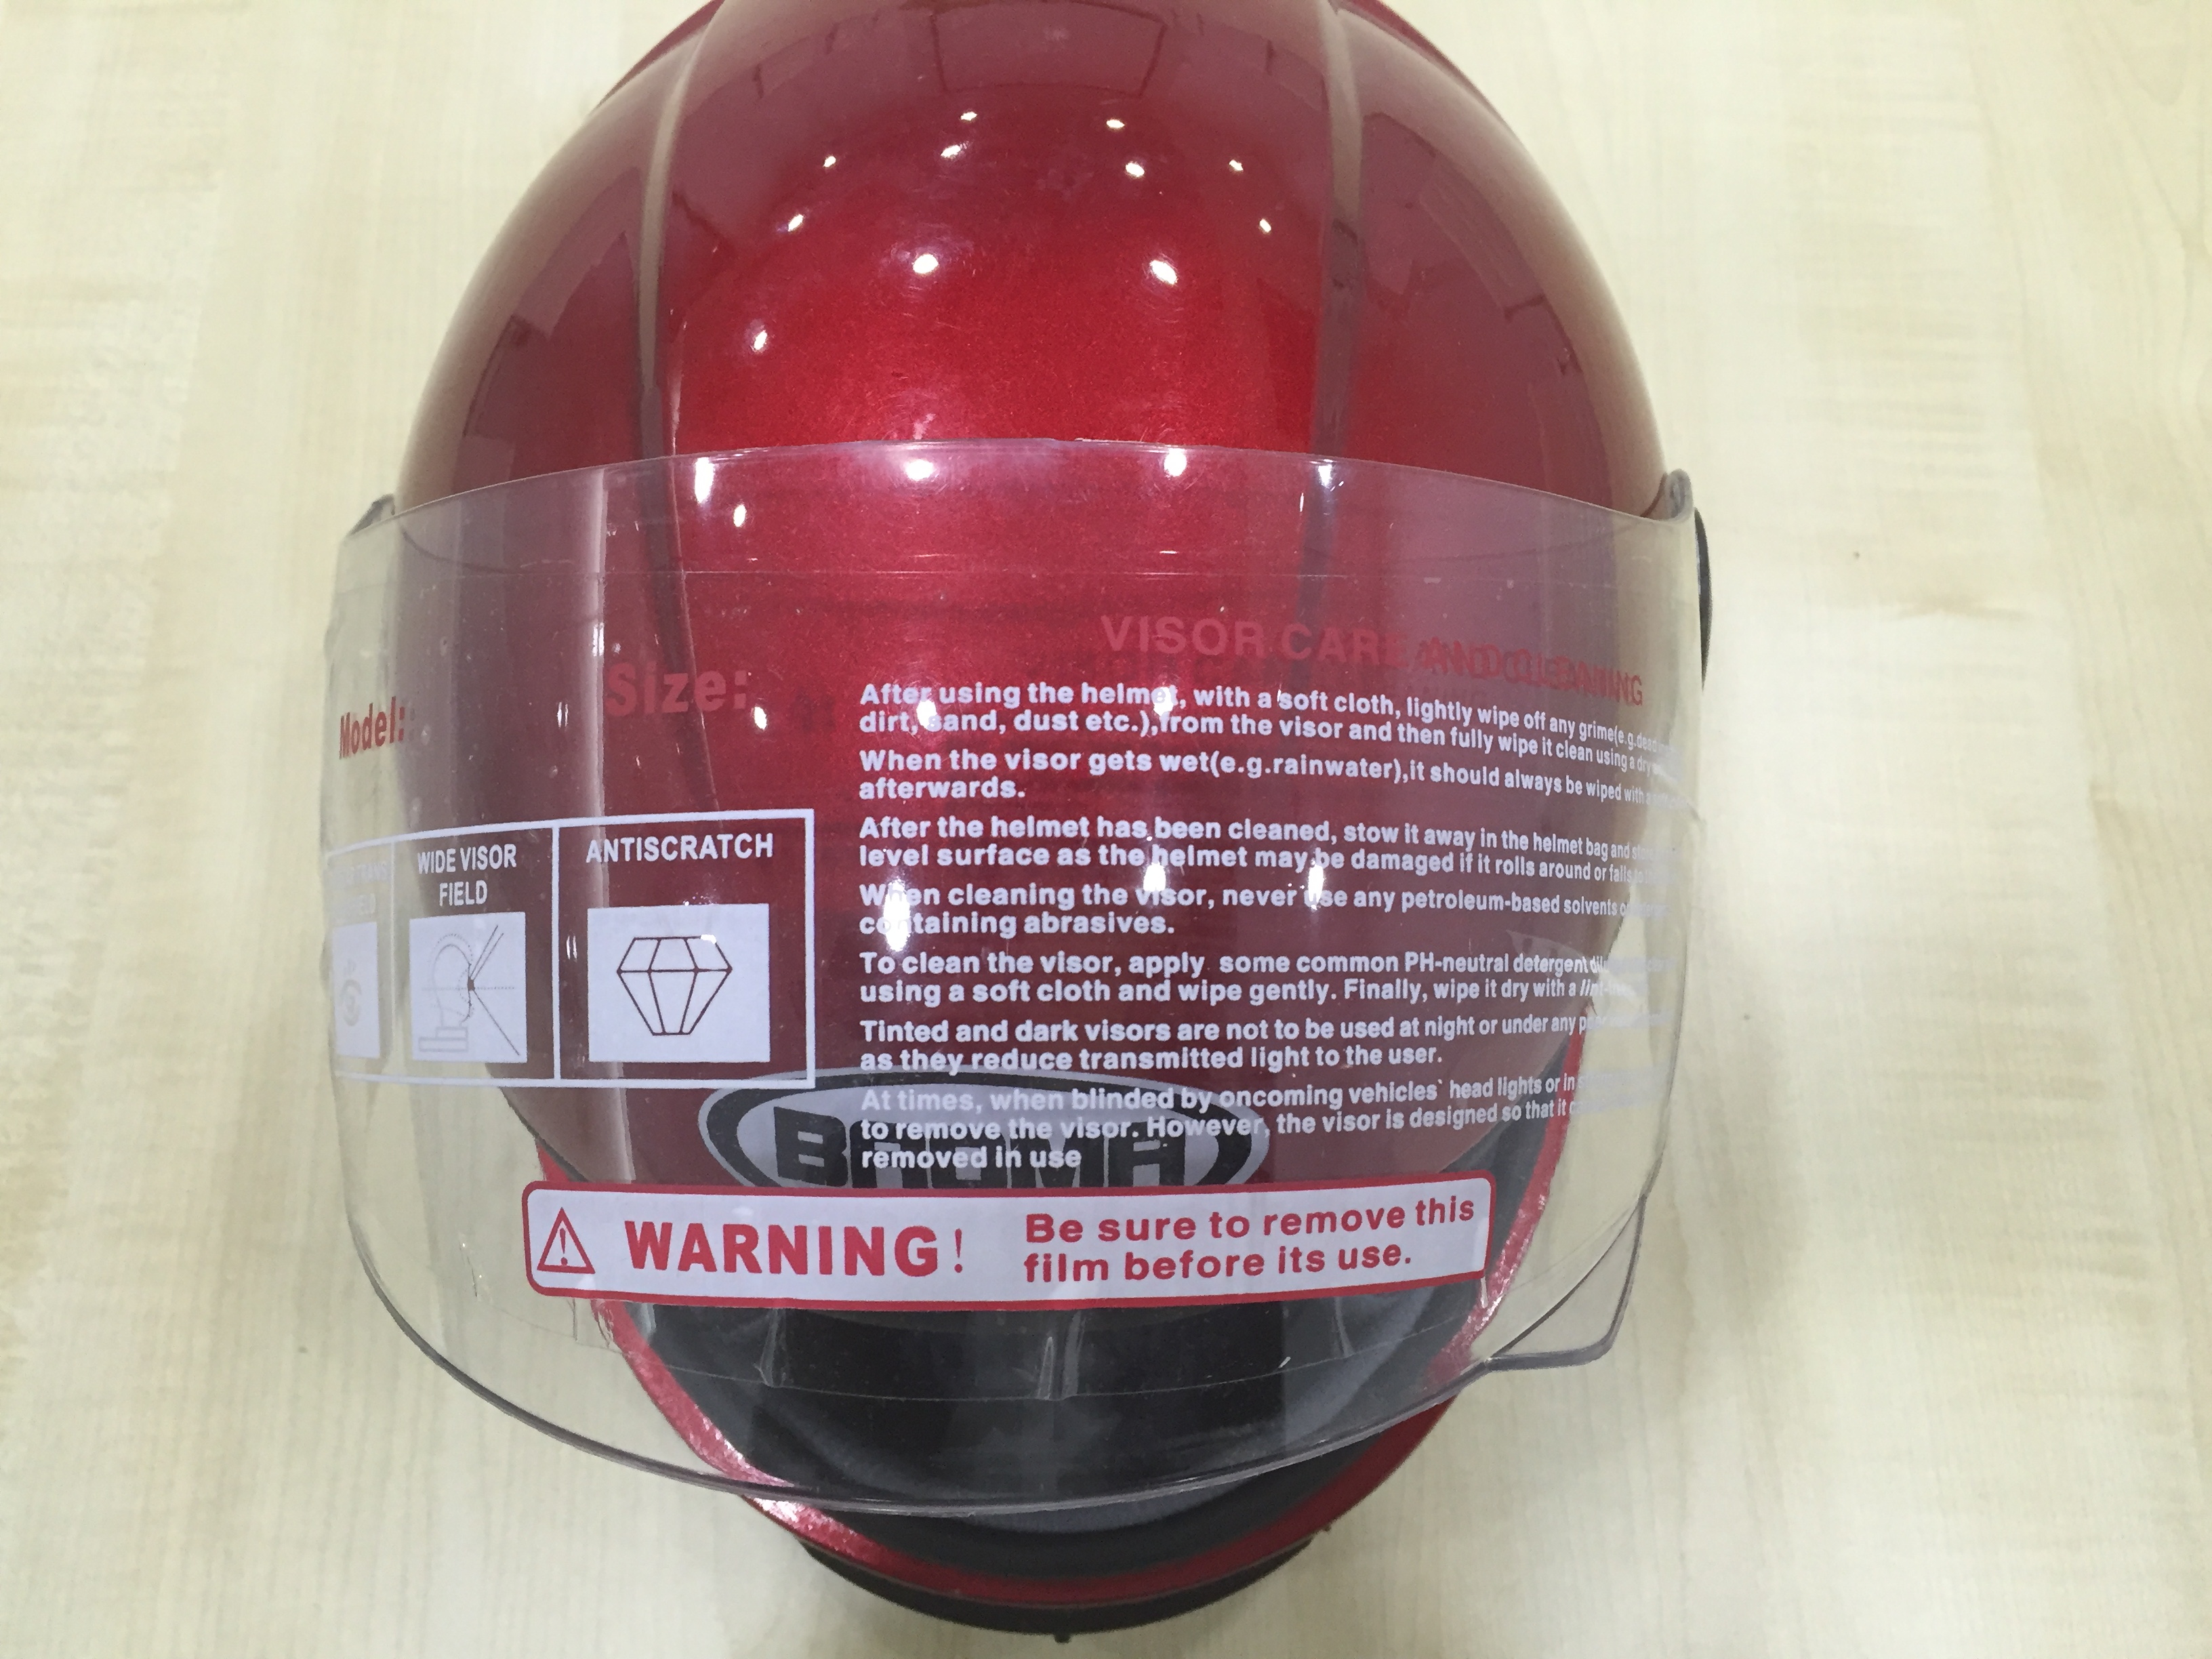 VISOR CARE AND CLEANING
Size:
Model:
After using the helmet, with a soft cloth, lightly wipe off any grime(e.g.dead
dirt, sand, dust etc.),from the visor and then fully wipe it clean using a dry
When the visor gets wet(e.g.rainwater),it should always be wiped with a
afterwards.
After the helmet has been cleaned, stow it away in the helmet bag and
level surface as the helmet may be damaged if it rolls around or falls
When cleaning the visor, never use any petroleum-based solvents
containing abrasives.
To clean the visor, apply some common PH-neutral detergent
using a soft cloth and wipe gently. Finally, wipe it dry with a
Tinted and dark visors are not to be used at night or under any
as they reduce transmitted light to the user.
At times, when blinded by oncoming vehicles` head lights or in
to remove the visor. However, the visor is designed so that it
removed in use
WIDE VISOR
FIELD
ANTISCRATCH
BAOMA
WARNING!
Be sure to remove this
film before its use.